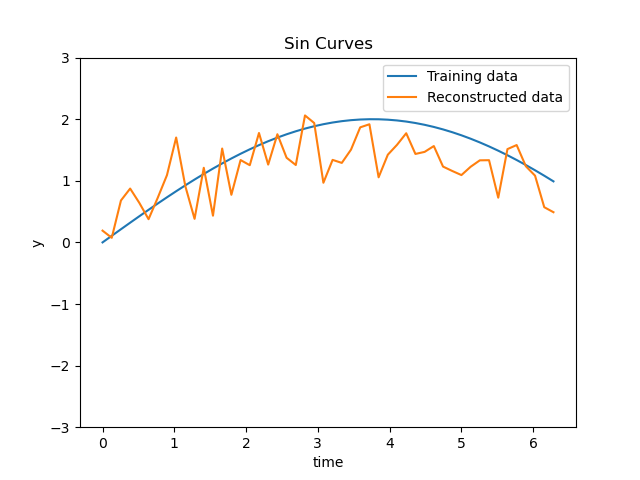 Sin Curves
Training data
Reconstructed data
3
2
1
0
−1
−2
−3
y
0 1 2 3 4 5 6
time